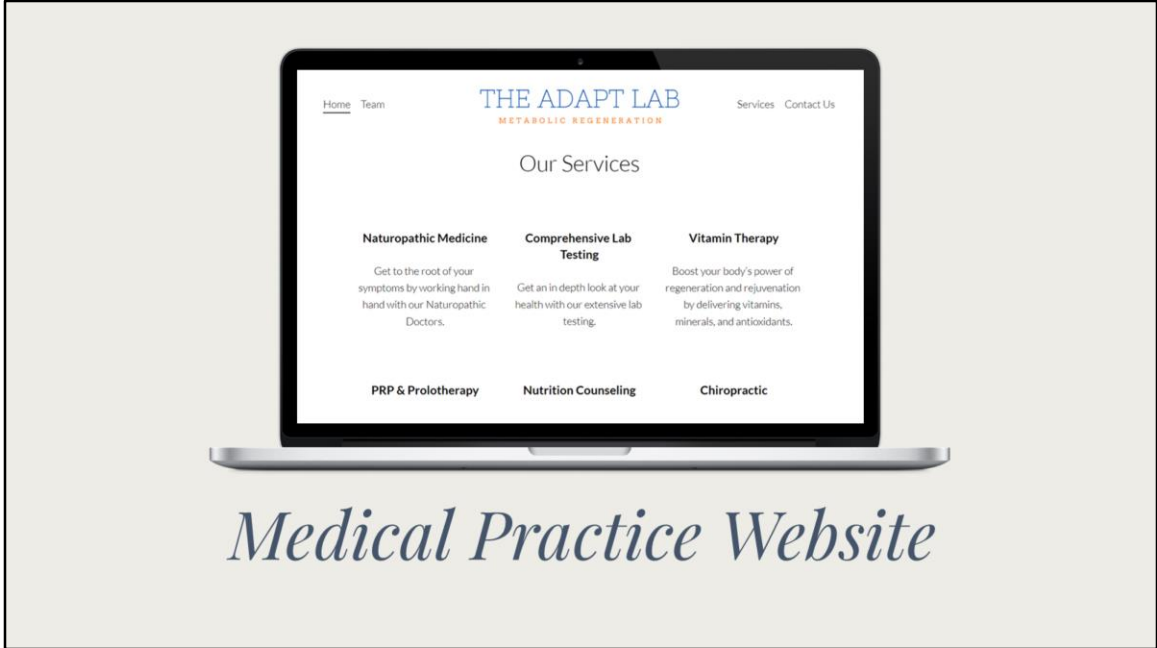 Home Team
THE ADAPT LAB
METABOLIC REGENERATION
Services Contact Us
Our Services
Naturopathic Medicine
Get to the root of your
symptoms by working hand in
hand with our Naturopathic
Doctors.
Comprehensive Lab
Testing
Get an in depth look at your
health with our extensive lab
testing.
Vitamin Therapy
Boost your body's power of
regeneration and rejuvenation
by delivering vitamins,
minerals, and antioxidants.
PRP & Prolotherapy
Nutrition Counseling
Chiropractic
Medical Practice Website